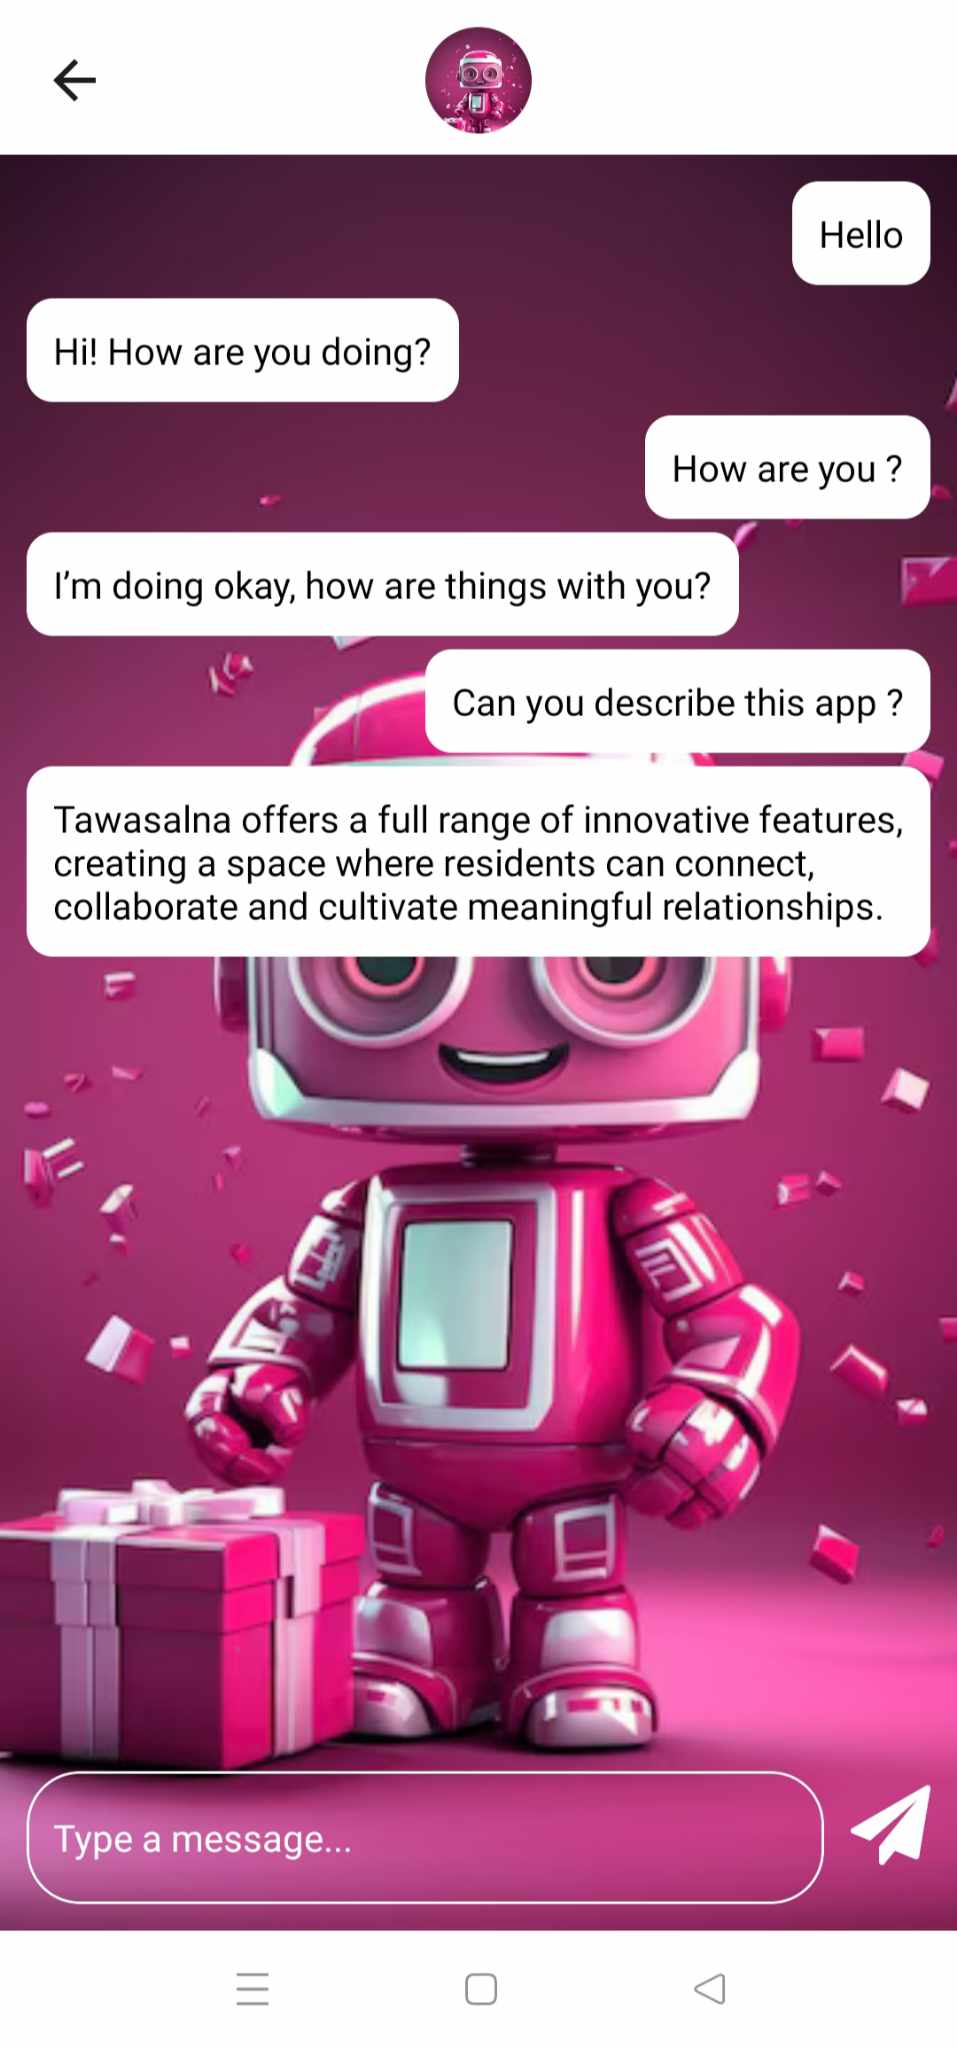 Hello
Hi! How are you doing?
How are you ?
I’m doing okay, how are things with you?
Can you describe this app ?
Tawasalna offers a full range of innovative features,
creating a space where residents can connect,
collaborate and cultivate meaningful relationships.
Type a message...